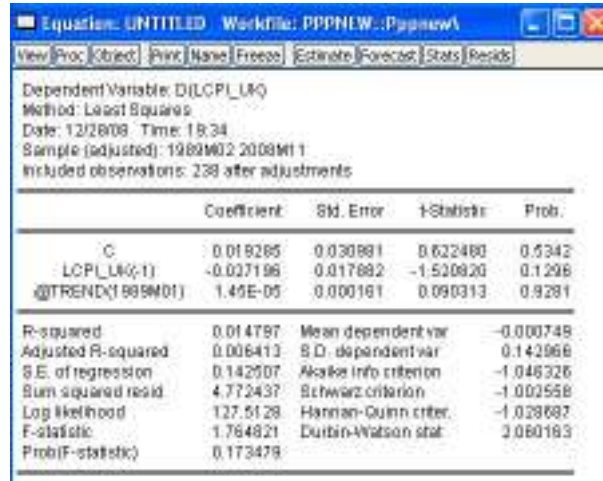 Equation: UNTITLED Workfile: PPPNEW::Pppnew\
View Proc Object Print Name Freeze Estimate Forecast Stats Resids
Dependent Variable: D(LCPI_UK)
Method: Least Squares
Date: 12/28/08 Time: 19:34
Sample (adjusted): 1989M02 2008M11
Included observations: 238 after adjustments
Coefficient Std. Error t-Statistic Prob.
C 0.019285 0.030981 0.622480 0.5342
LCPI_UK(-1) -0.027196 0.017882 -1.520820 0.1296
@TREND(1989M01) 1.45E-05 0.000161 0.090313 0.9281
R-squared 0.014797 Mean dependent var -0.000749
Adjusted R-squared 0.006413 S.D. dependent var 0.142966
S.E. of regression 0.142507 Akaike info criterion -1.046326
Sum squared resid 4.772437 Schwarz criterion -1.002558
Log likelihood 127.5128 Hannan-Quinn criter. -1.028687
F-statistic 1.764821 Durbin-Watson stat 2.060163
Prob(F-statistic) 0.173479